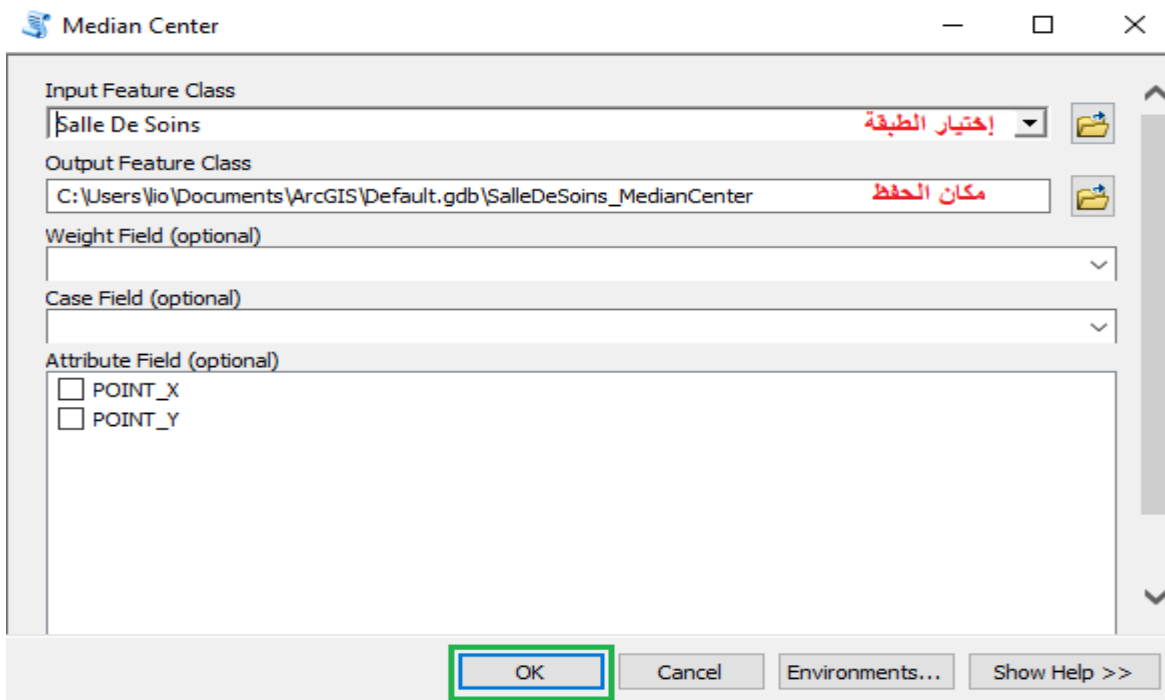 Median Center
Input Feature Class
Salle De Soins إختيار الطبقة
Output Feature Class
C:\Users\lio\Documents\ArcGIS\Default.gdb\SalleDeSoins_MedianCenter مكان الحفظ
Weight Field (optional)
Case Field (optional)
Attribute Field (optional)
POINT_X
POINT_Y
OK Cancel Environments... Show Help >>